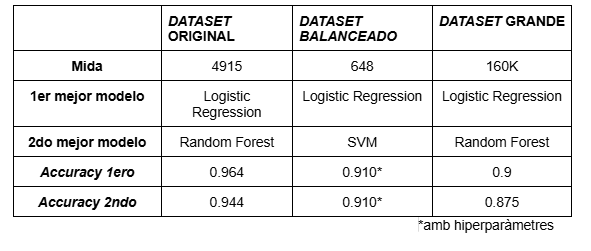 DATASET ORIGINAL DATASET BALANCEADO DATASET GRANDE
Mida 4915 648 160K
1er mejor modelo Logistic Regression Logistic Regression Logistic Regression
2do mejor modelo Random Forest SVM Random Forest
Accuracy 1ero 0.964 0.910* 0.9
Accuracy 2ndo 0.944 0.910* 0.875
*amb hiperparàmetres